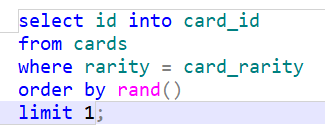 select id into card_id
from cards
where rarity = card_rarity
order by rand()
limit 1;